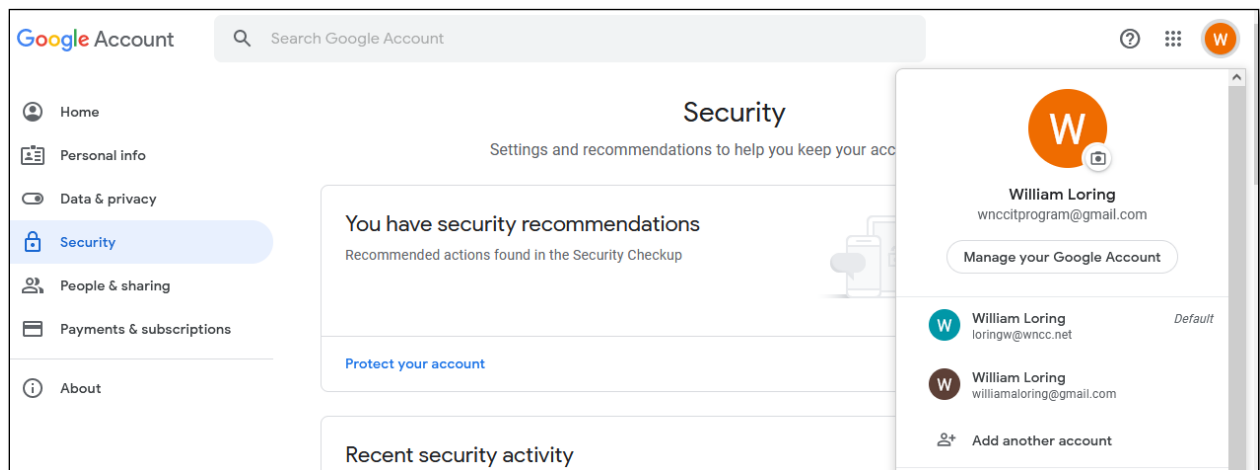 Google Account
Search Google Account
W
Home
Personal info
Data & privacy
Security
People & sharing
Payments & subscriptions
About
Security
Settings and recommendations to help you keep your acc
You have security recommendations
Recommended actions found in the Security Checkup
Protect your account
Recent security activity
W
William Loring
wnccitprogram@gmail.com
Manage your Google Account
W
William Loring Default
loringw@wncc.net
W
William Loring
williamaloring@gmail.com
Add another account